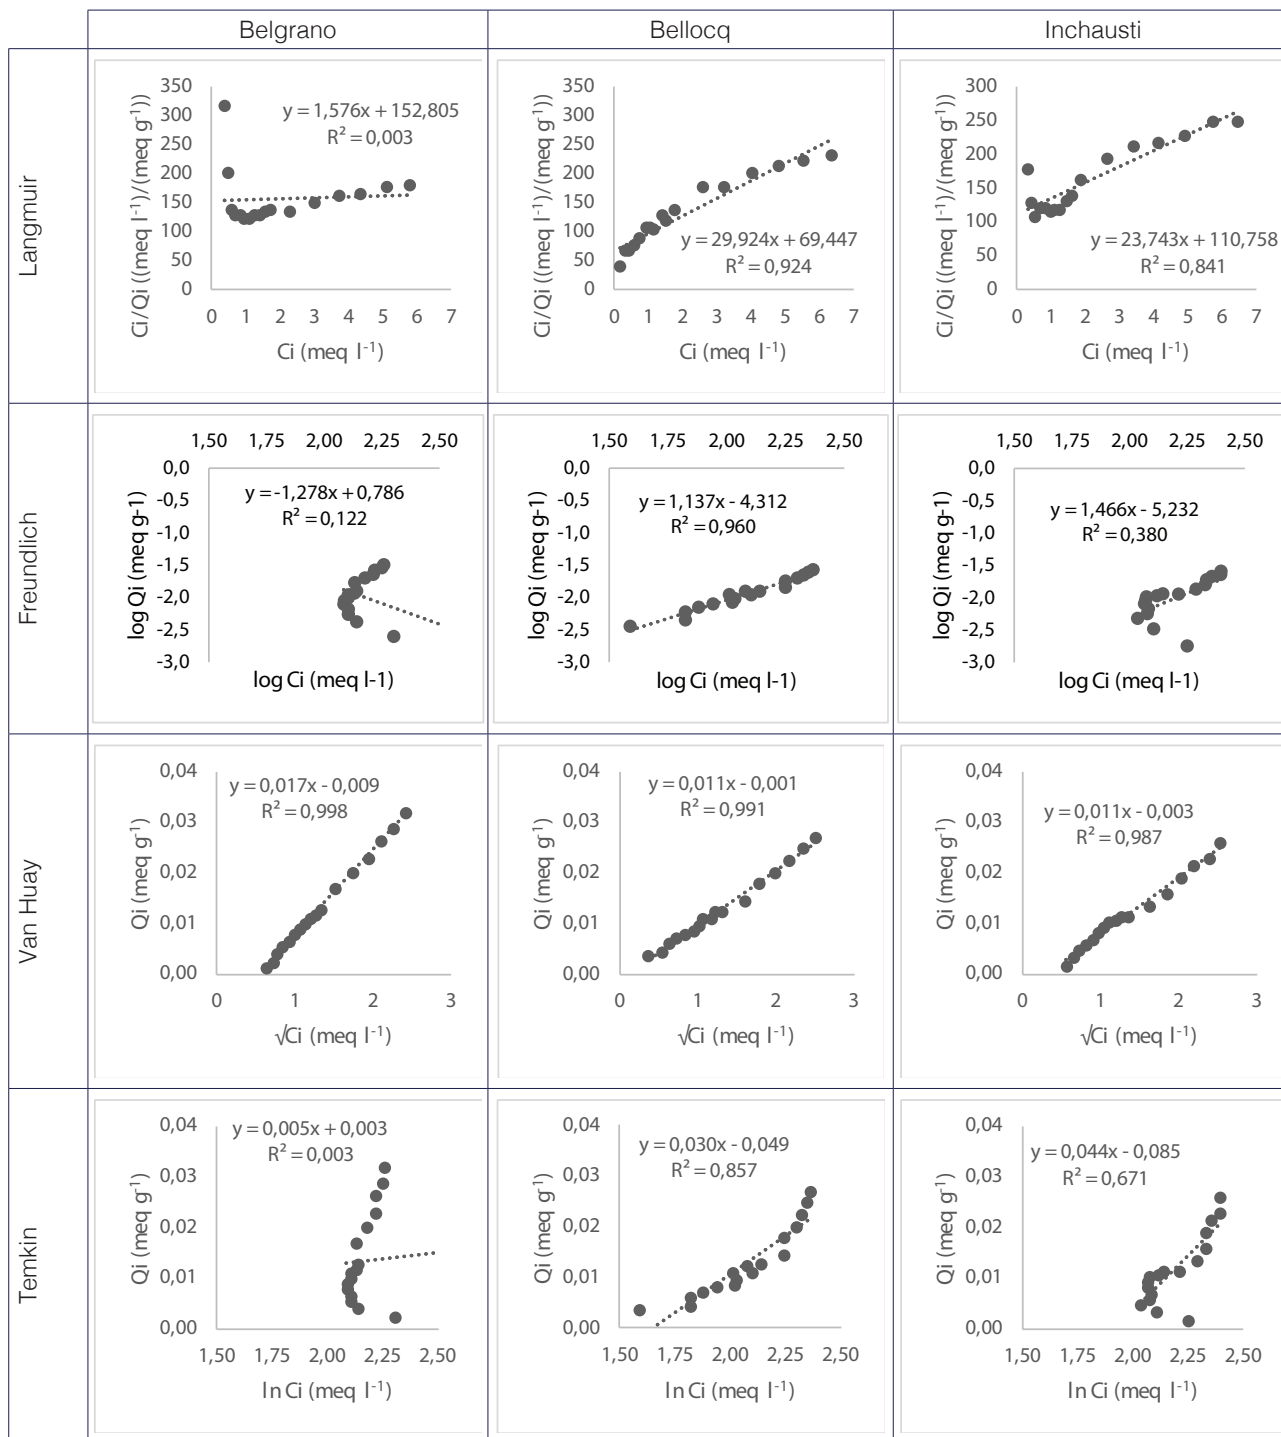 Belgrano
Bellocq
Inchausti
Langmuir
Ci/Qi ((meq l⁻¹)/(meq g⁻¹))
350
300
250
200
150
100
50
0
y = 1,576x + 152,805
R² = 0,003
0 1 2 3 4 5 6 7
Ci (meq l⁻¹)
Ci/Qi ((meq l⁻¹)/(meq g⁻¹))
350
300
250
200
150
100
50
0
y = 29,924x + 69,447
R² = 0,924
0 1 2 3 4 5 6 7
Ci (meq l⁻¹)
Ci/Qi ((meq l⁻¹)/(meq g⁻¹))
300
250
200
150
100
50
0
y = 23,743x + 110,758
R² = 0,841
0 1 2 3 4 5 6 7
Ci (meq l⁻¹)
Freundlich
1,50 1,75 2,00 2,25 2,50
log Qi (meq g-1)
0,0
-0,5
-1,0
-1,5
-2,0
-2,5
-3,0
y = -1,278x + 0,786
R² = 0,122
log Ci (meq l-1)
1,50 1,75 2,00 2,25 2,50
log Qi (meq g-1)
0,0
-0,5
-1,0
-1,5
-2,0
-2,5
-3,0
y = 1,137x - 4,312
R² = 0,960
log Ci (meq l-1)
1,50 1,75 2,00 2,25 2,50
log Qi (meq g-1)
0,0
-0,5
-1,0
-1,5
-2,0
-2,5
-3,0
y = 1,466x - 5,232
R² = 0,380
log Ci (meq l-1)
Van Huay
Qi (meq g⁻¹)
0,04
0,03
0,02
0,01
0,00
y = 0,017x - 0,009
R² = 0,998
0 1 2 3
√Ci (meq l⁻¹)
Qi (meq g⁻¹)
0,04
0,03
0,02
0,01
0,00
y = 0,011x - 0,001
R² = 0,991
0 1 2 3
√Ci (meq l⁻¹)
Qi (meq g⁻¹)
0,04
0,03
0,02
0,01
0,00
y = 0,011x - 0,003
R² = 0,987
0 1 2 3
√Ci (meq l⁻¹)
Temkin
Qi (meq g⁻¹)
0,04
0,03
0,02
0,01
0,00
y = 0,005x + 0,003
R² = 0,003
1,50 1,75 2,00 2,25 2,50
ln Ci (meq l⁻¹)
Qi (meq g⁻¹)
0,04
0,03
0,02
0,01
0,00
y = 0,030x - 0,049
R² = 0,857
1,50 1,75 2,00 2,25 2,50
ln Ci (meq l⁻¹)
Qi (meq g⁻¹)
0,04
0,03
0,02
0,01
0,00
y = 0,044x - 0,085
R² = 0,671
1,50 1,75 2,00 2,25 2,50
ln Ci (meq l⁻¹)